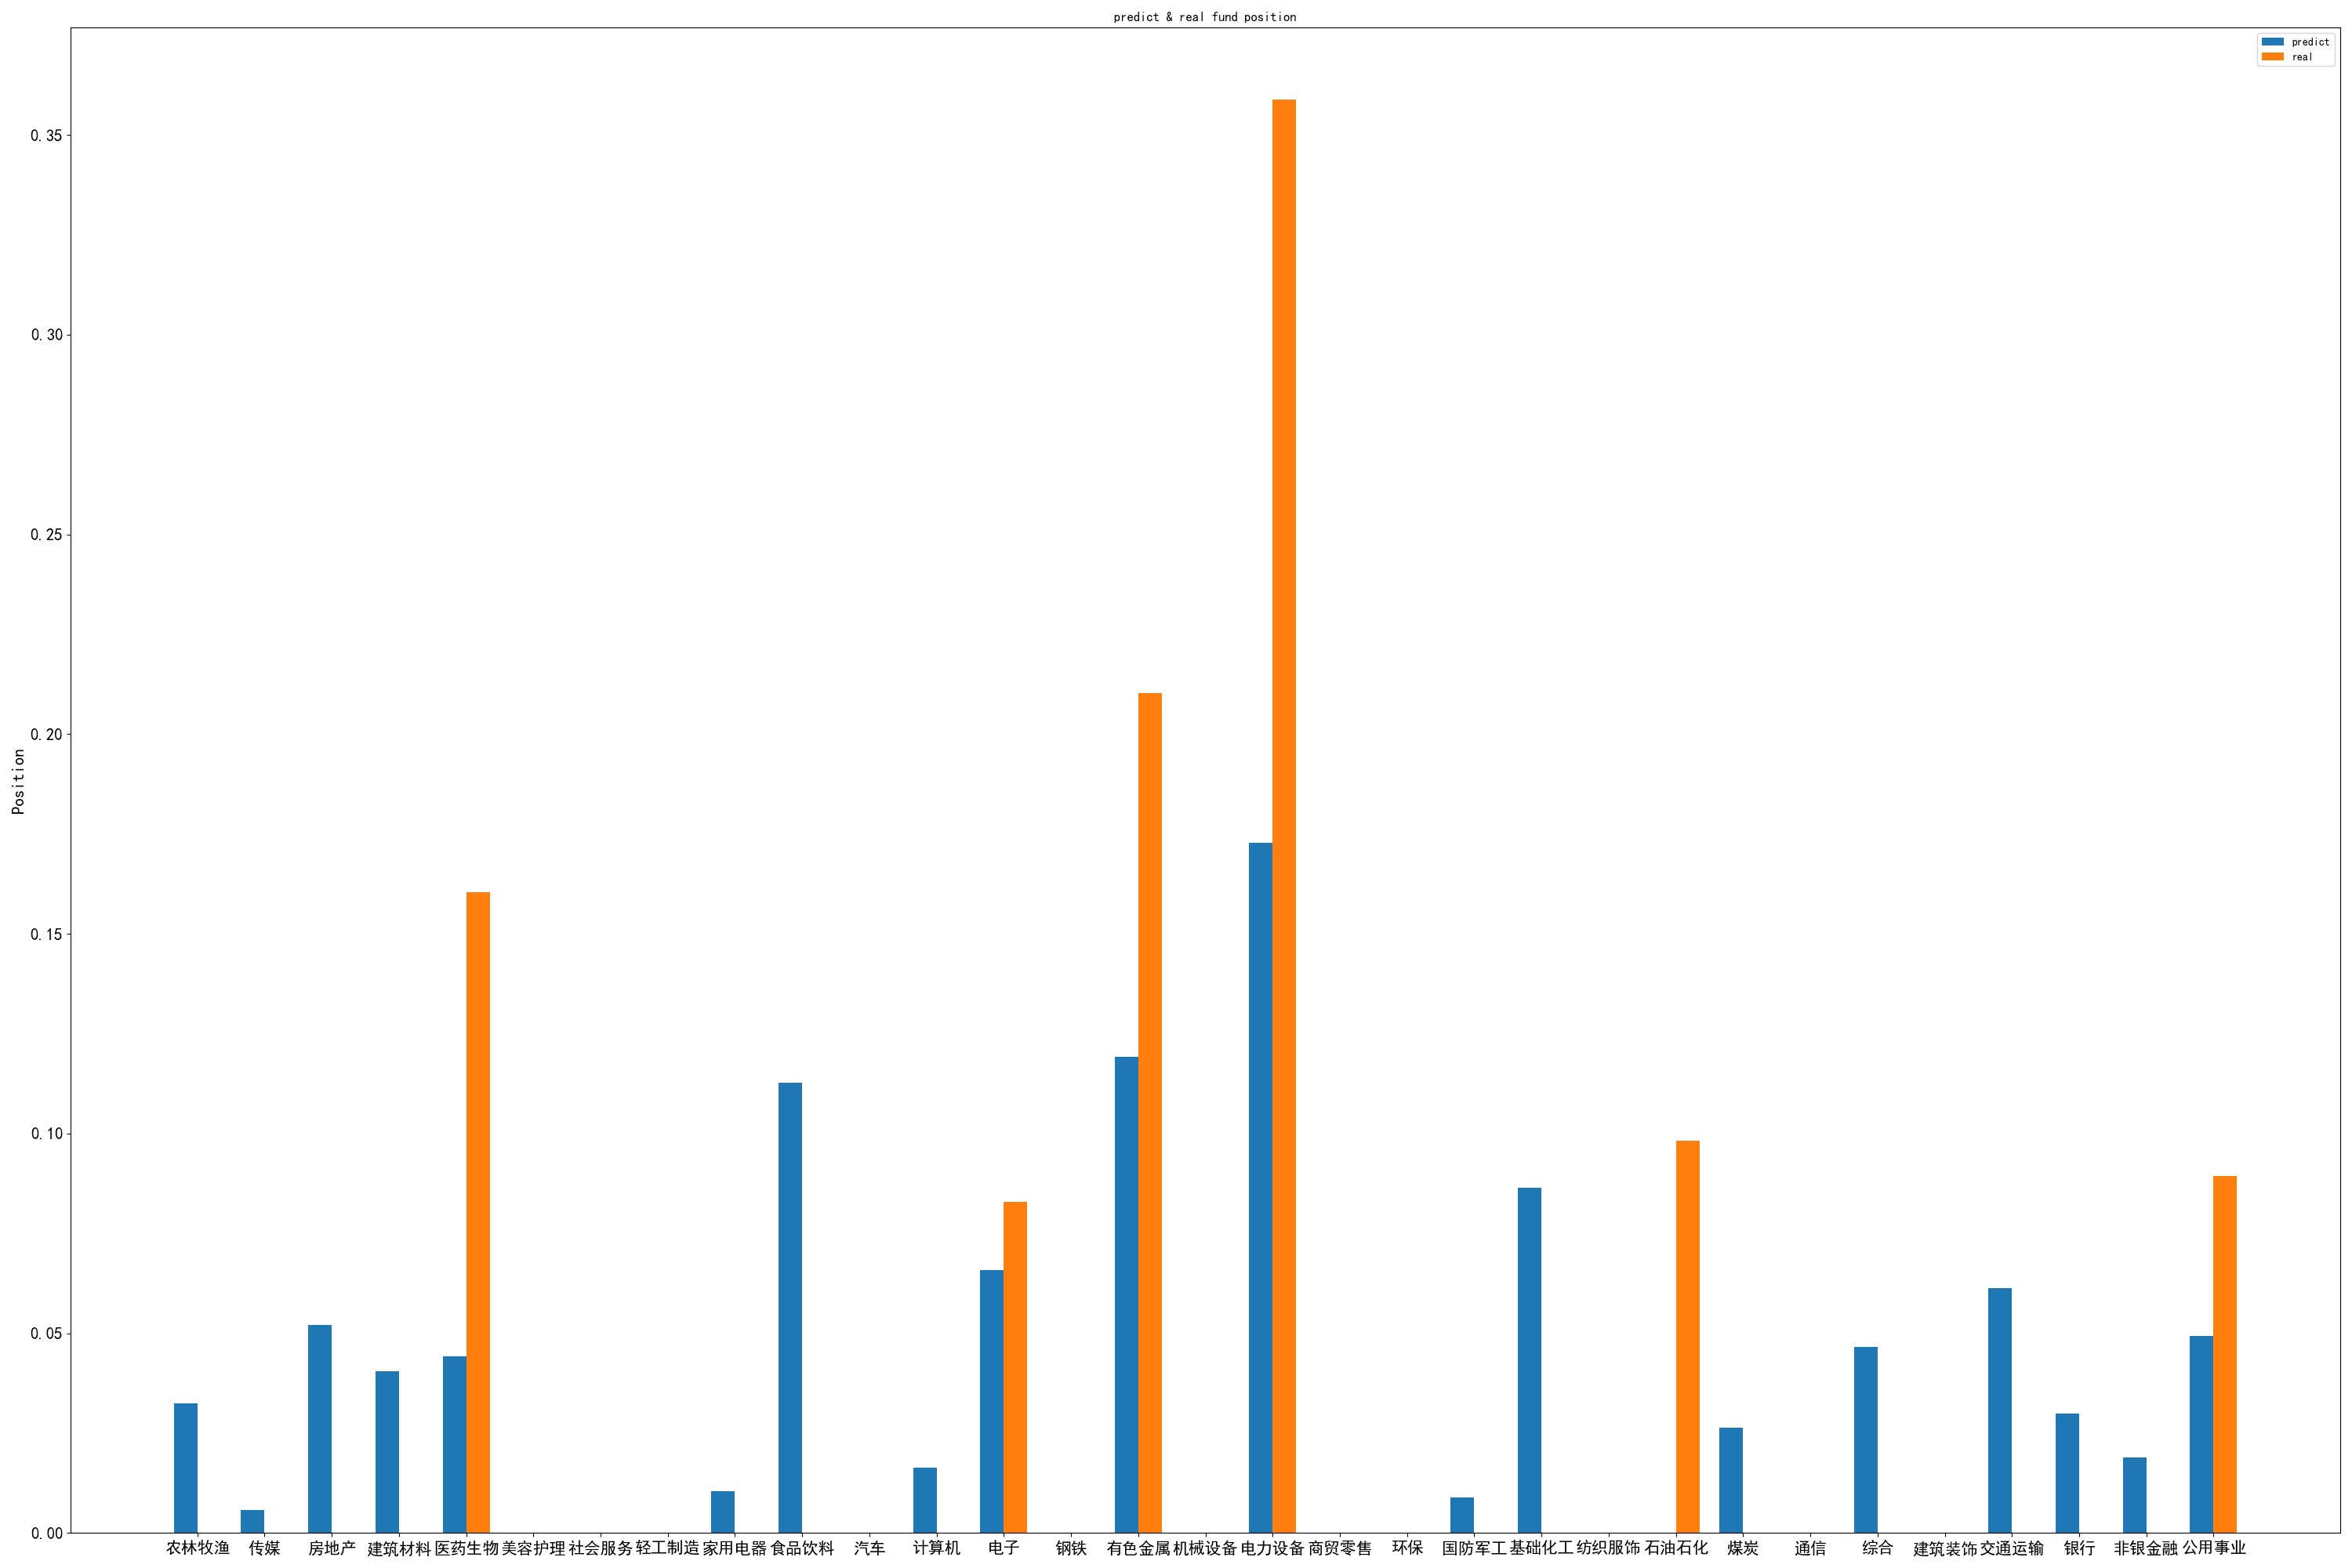 predict & real fund position
predict
real
Position
0.35
0.30
0.25
0.20
0.15
0.10
0.05
0.00
农林牧渔 传媒 房地产 建筑材料 医药生物 美容护理 社会服务 轻工制造 家用电器 食品饮料 汽车 计算机 电子 钢铁 有色金属 机械设备 电力设备 商贸零售 环保 国防军工 基础化工 纺织服饰 石油石化 煤炭 通信 综合 建筑装饰 交通运输 银行 非银金融 公用事业